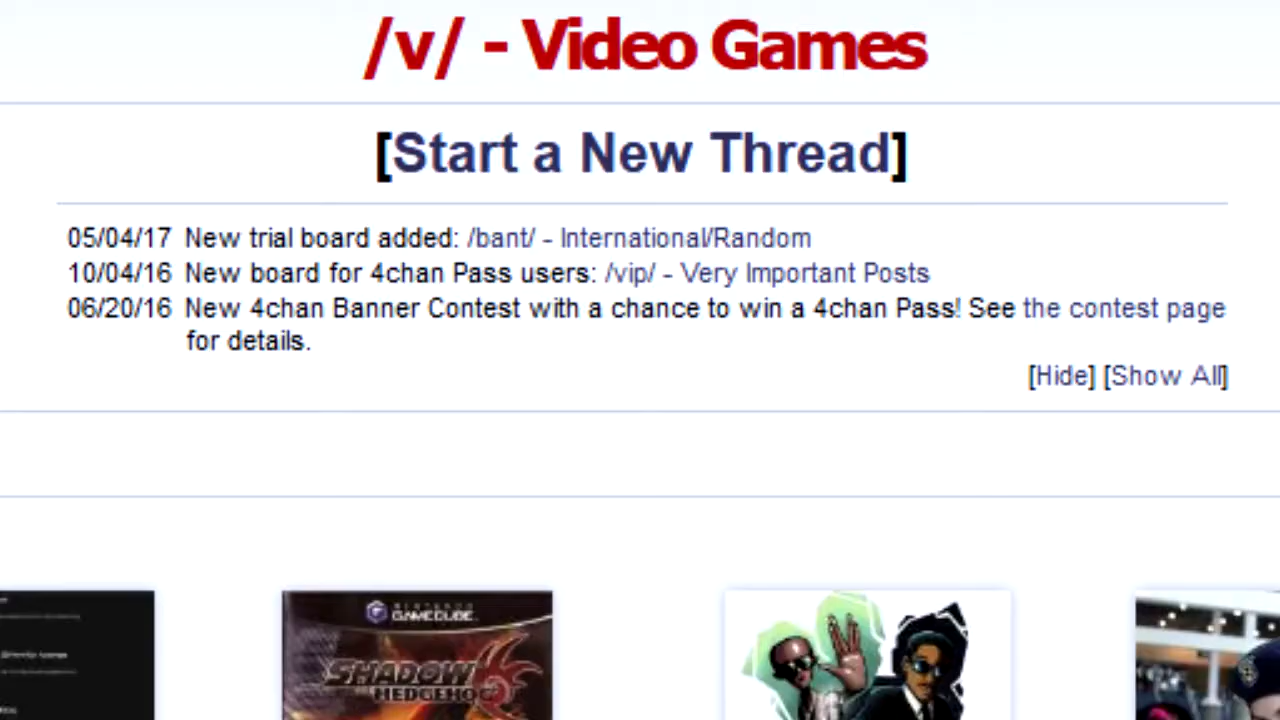 /v/ - Video Games
[Start a New Thread]
05/04/17 New trial board added: /bant/ - International/Random
10/04/16 New board for 4chan Pass users: /vip/ - Very Important Posts
06/20/16 New 4chan Banner Contest with a chance to win a 4chan Pass! See the contest page
for details.
[Hide] [Show All]
NINTENDO
GAMECUBE
SHADOW
THE HEDGEHOG